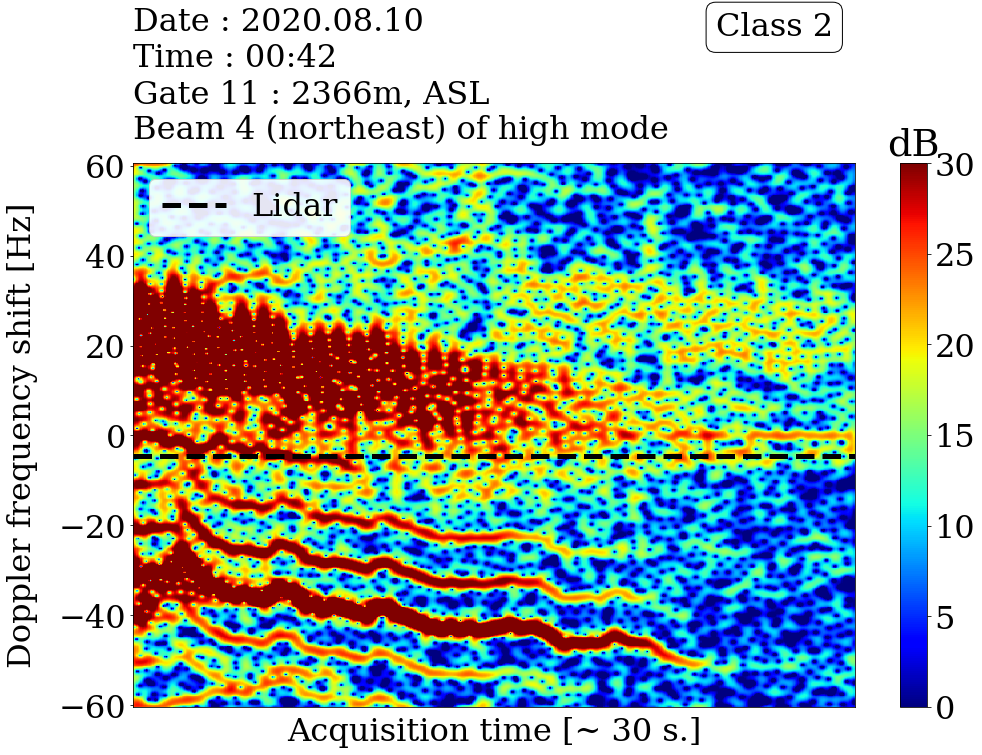 Date : 2020.08.10
Time : 00:42
Gate 11 : 2366m, ASL
Beam 4 (northeast) of high mode
Class 2
dB
Lidar
Doppler frequency shift [Hz]
60
40
20
0
−20
−40
−60
30
25
20
15
10
5
0
Acquisition time [~ 30 s.]